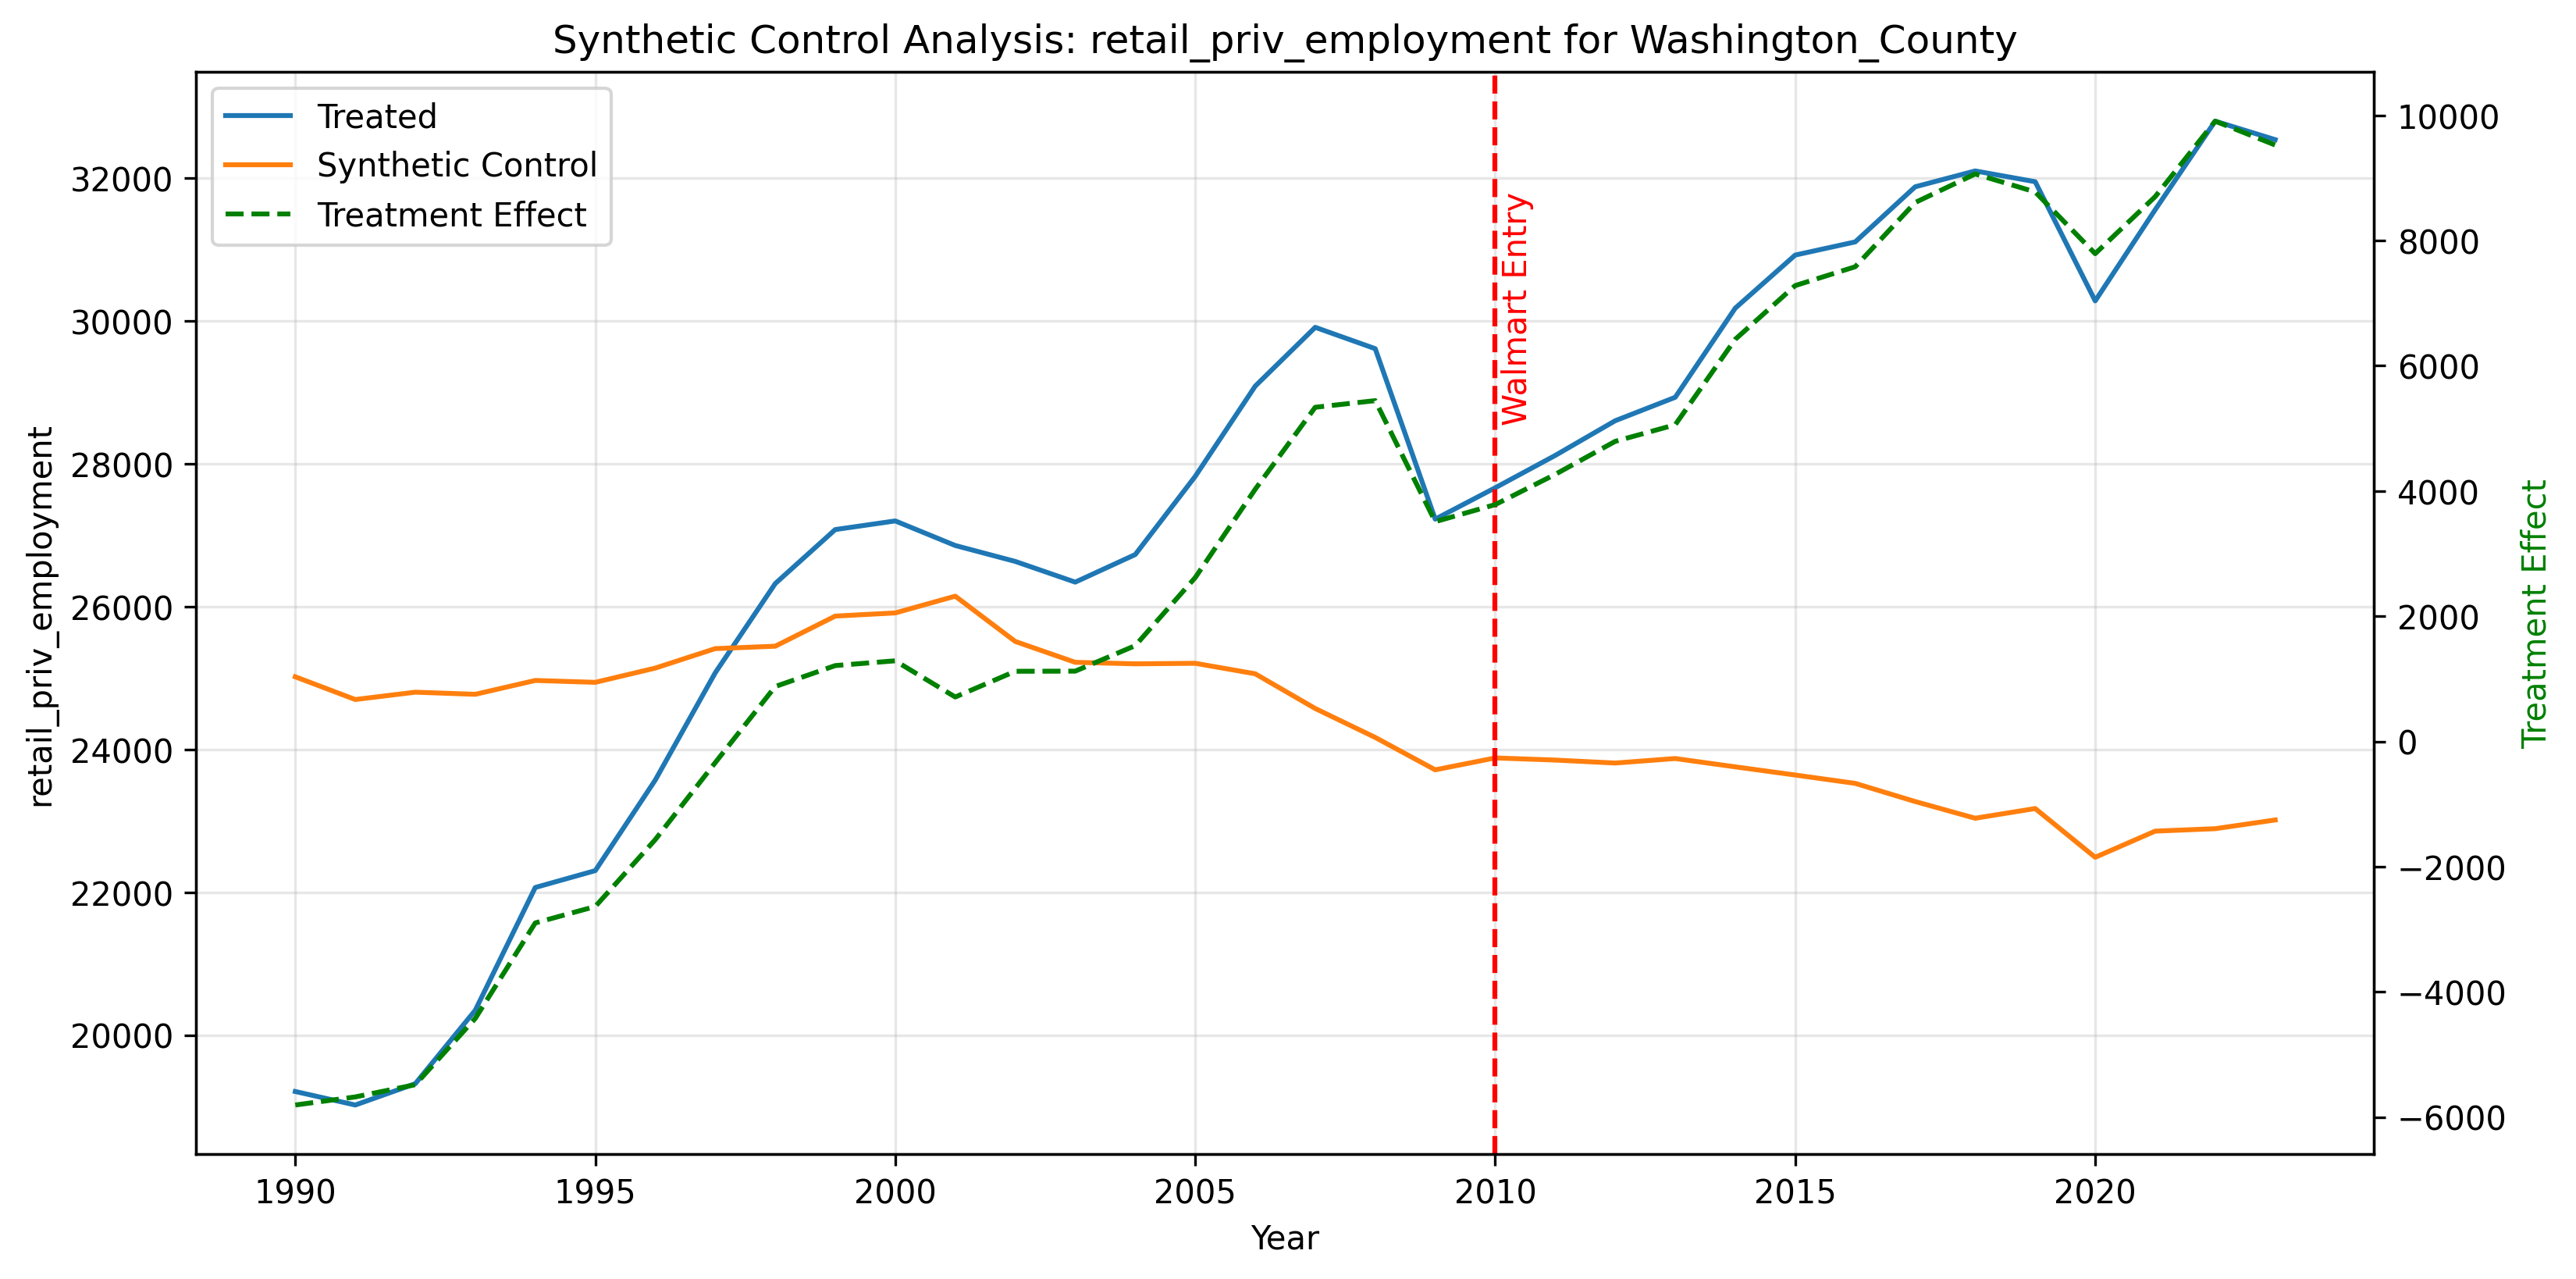 Synthetic Control Analysis: retail_priv_employment for Washington_County
Treated
Synthetic Control
Treatment Effect
retail_priv_employment
32000
30000
28000
26000
24000
22000
20000
Walmart Entry
10000
8000
6000
4000
2000
0
−2000
−4000
−6000
Treatment Effect
1990
1995
2000
2005
2010
2015
2020
Year